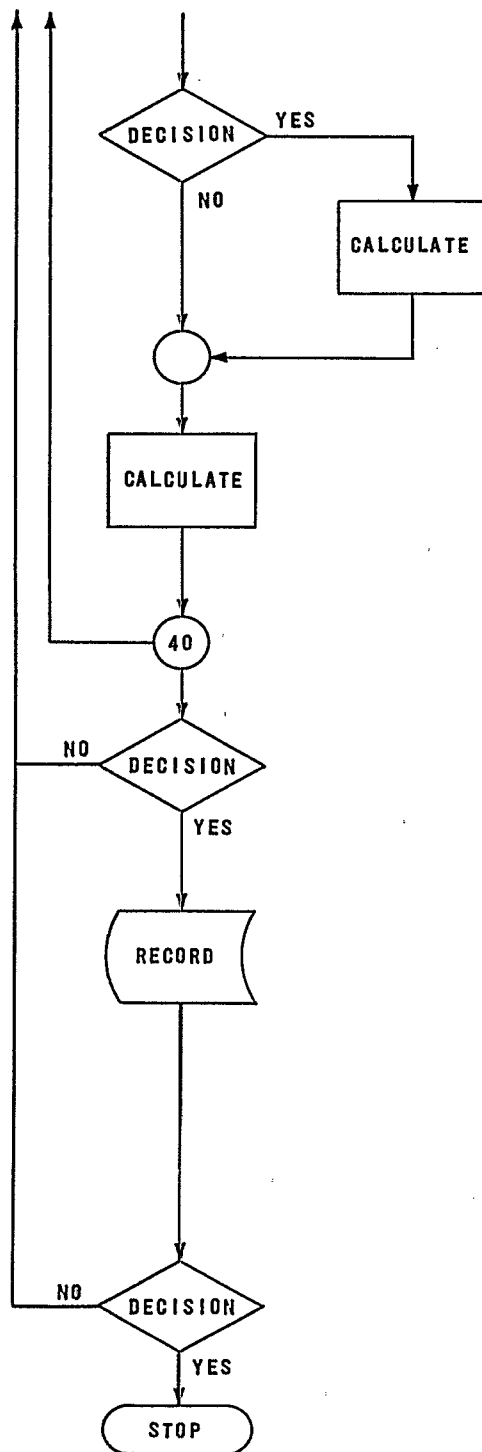 DECISION
YES
NO
CALCULATE
CALCULATE
40
NO
DECISION
YES
RECORD
NO
DECISION
YES
STOP